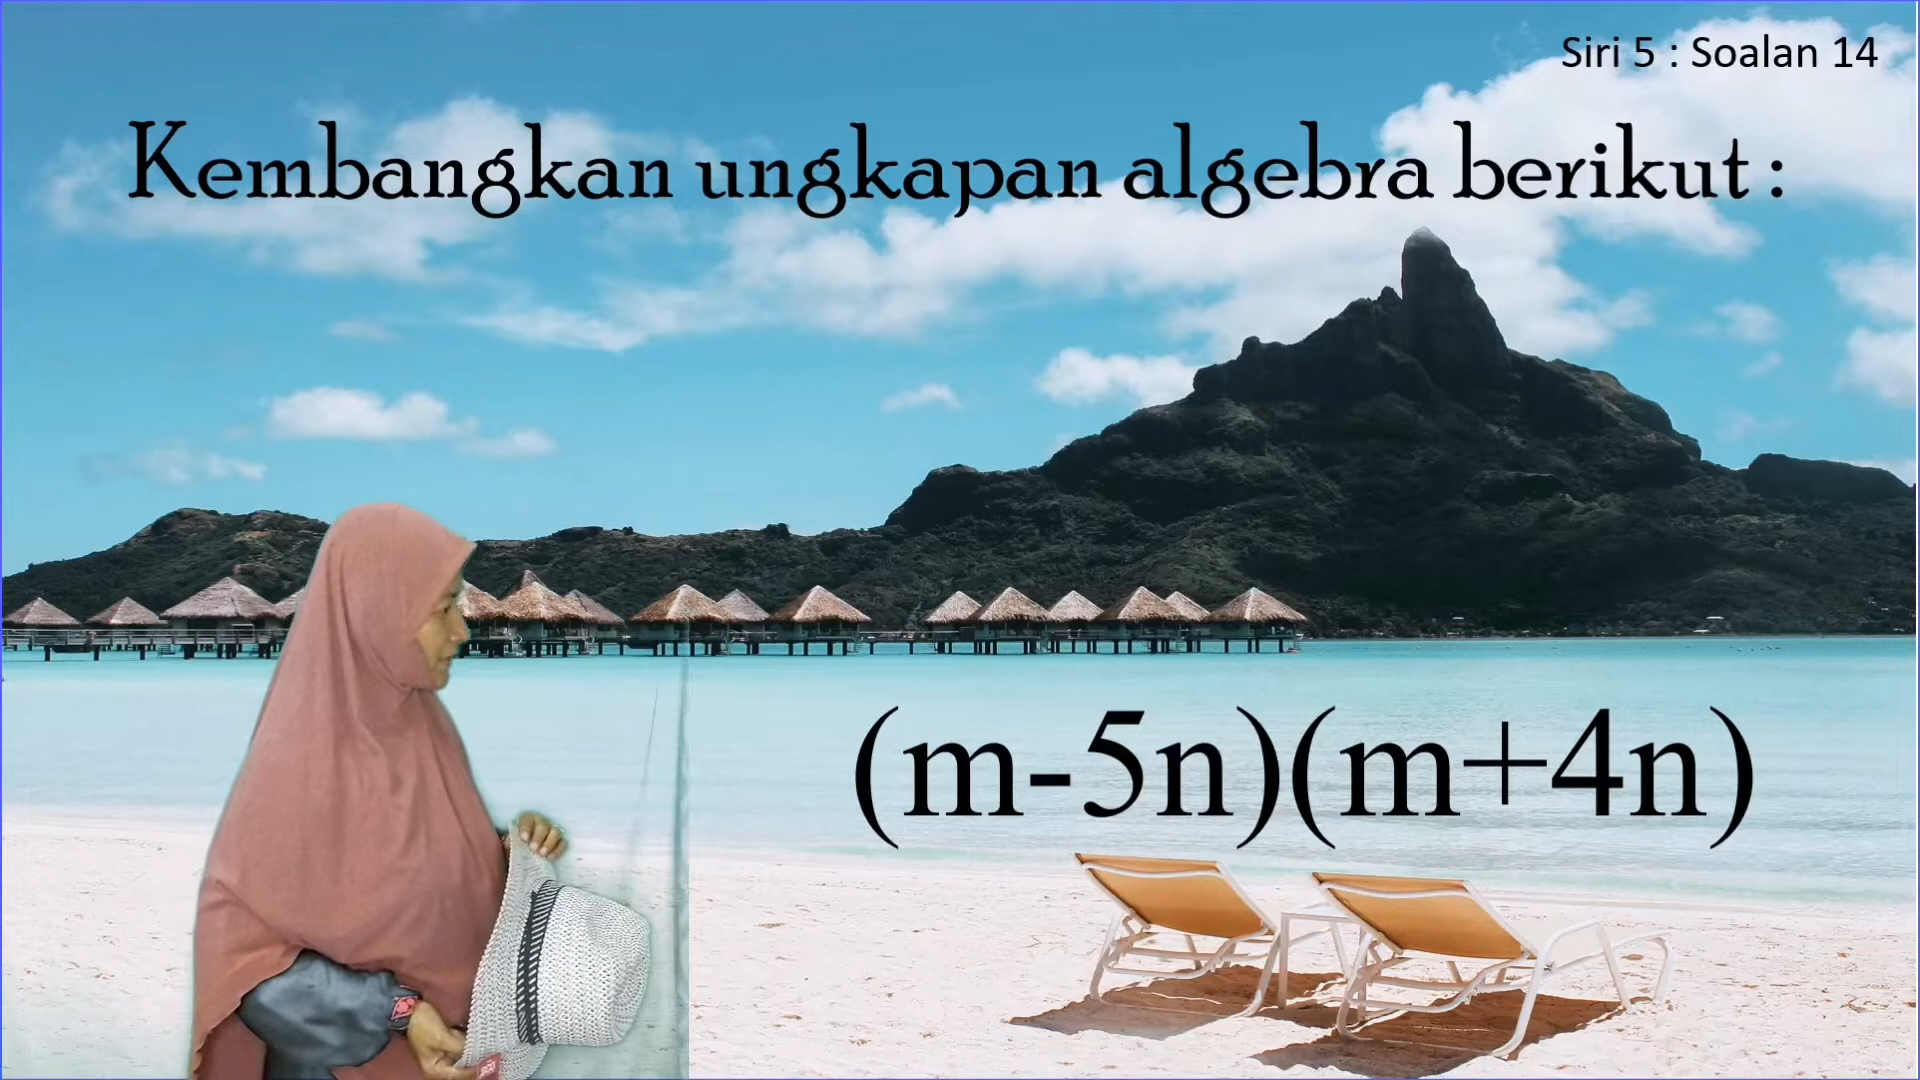 Siri 5 : Soalan 14
Kembangkan ungkapan algebra berikut :
(m-5n)(m+4n)